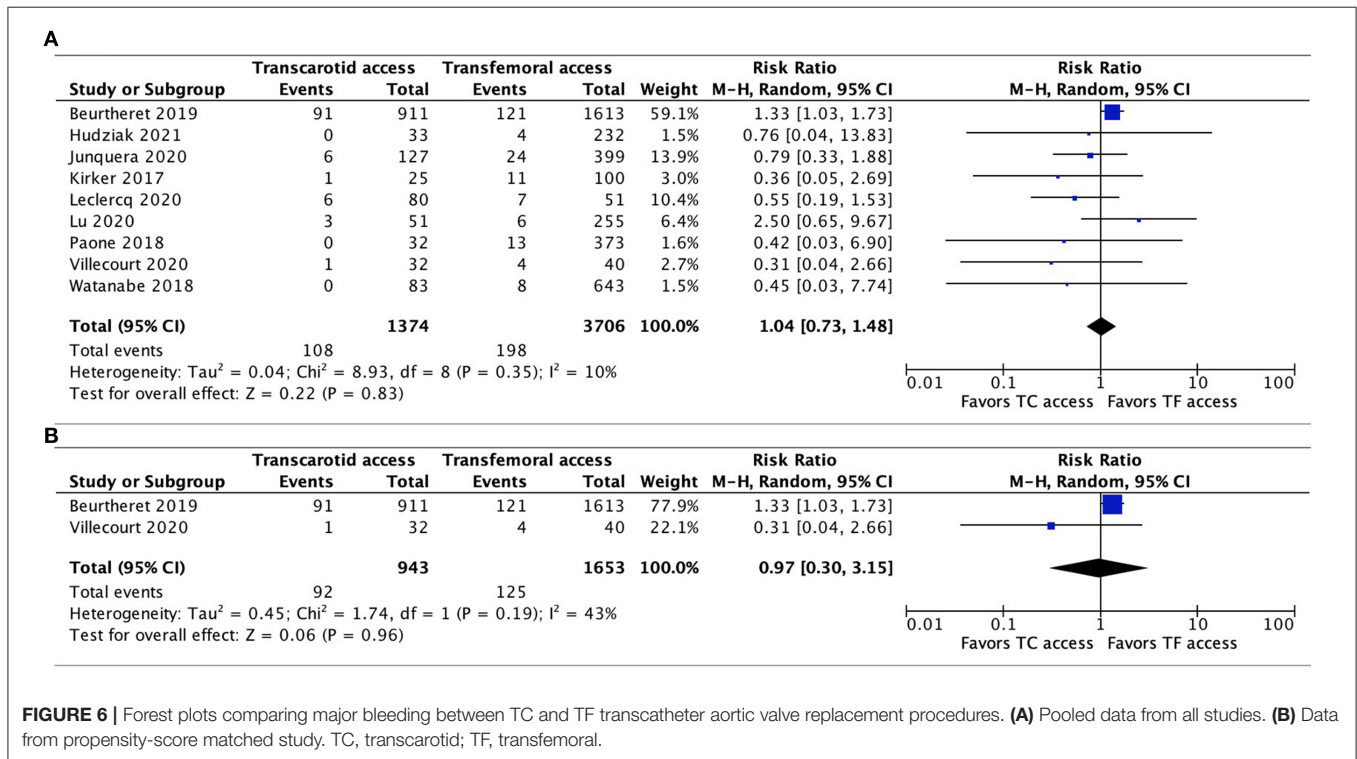 A
Transcarotid access Transfemoral access Risk Ratio Risk Ratio
Study or Subgroup Events Total Events Total Weight M-H, Random, 95% CI M-H, Random, 95% CI
Beurtheret 2019 91 911 121 1613 59.1% 1.33 [1.03, 1.73]
Hudziak 2021 0 33 4 232 1.5% 0.76 [0.04, 13.83]
Junquera 2020 6 127 24 399 13.9% 0.79 [0.33, 1.88]
Kirker 2017 1 25 11 100 3.0% 0.36 [0.05, 2.69]
Leclercq 2020 6 80 7 51 10.4% 0.55 [0.19, 1.53]
Lu 2020 3 51 6 255 6.4% 2.50 [0.65, 9.67]
Paone 2018 0 32 13 373 1.6% 0.42 [0.03, 6.90]
Villecourt 2020 1 32 4 40 2.7% 0.31 [0.04, 2.66]
Watanabe 2018 0 83 8 643 1.5% 0.45 [0.03, 7.74]
Total (95% CI) 1374 3706 100.0% 1.04 [0.73, 1.48]
Total events 108 198
Heterogeneity: Tau² = 0.04; Chi² = 8.93, df = 8 (P = 0.35); I² = 10%
Test for overall effect: Z = 0.22 (P = 0.83)
0.01 0.1 1 10 100
Favors TC access Favors TF access
B
Transcarotid access Transfemoral access Risk Ratio Risk Ratio
Study or Subgroup Events Total Events Total Weight M-H, Random, 95% CI M-H, Random, 95% CI
Beurtheret 2019 91 911 121 1613 77.9% 1.33 [1.03, 1.73]
Villecourt 2020 1 32 4 40 22.1% 0.31 [0.04, 2.66]
Total (95% CI) 943 1653 100.0% 0.97 [0.30, 3.15]
Total events 92 125
Heterogeneity: Tau² = 0.45; Chi² = 1.74, df = 1 (P = 0.19); I² = 43%
Test for overall effect: Z = 0.06 (P = 0.96)
0.01 0.1 1 10 100
Favors TC access Favors TF access
FIGURE 6 | Forest plots comparing major bleeding between TC and TF transcatheter aortic valve replacement procedures. (A) Pooled data from all studies. (B) Data
from propensity-score matched study. TC, transcarotid; TF, transfemoral.